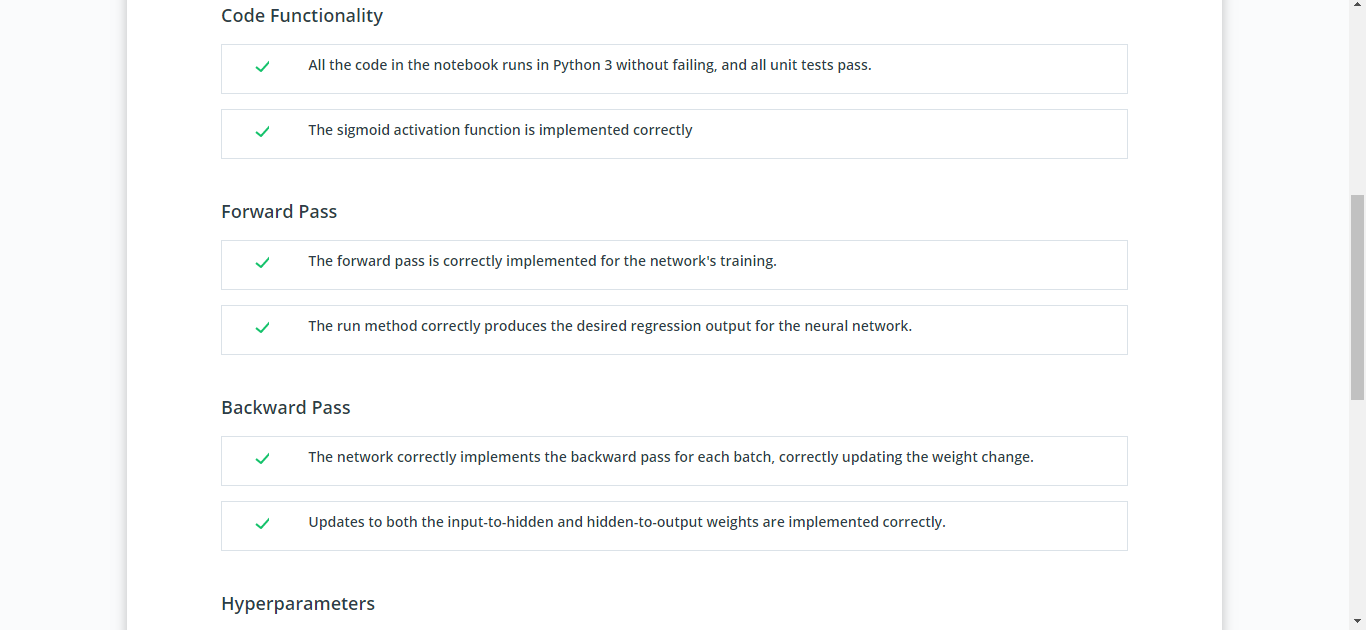 Code Functionality
All the code in the notebook runs in Python 3 without failing, and all unit tests pass.
The sigmoid activation function is implemented correctly
Forward Pass
The forward pass is correctly implemented for the network's training.
The run method correctly produces the desired regression output for the neural network.
Backward Pass
The network correctly implements the backward pass for each batch, correctly updating the weight change.
Updates to both the input-to-hidden and hidden-to-output weights are implemented correctly.
Hyperparameters